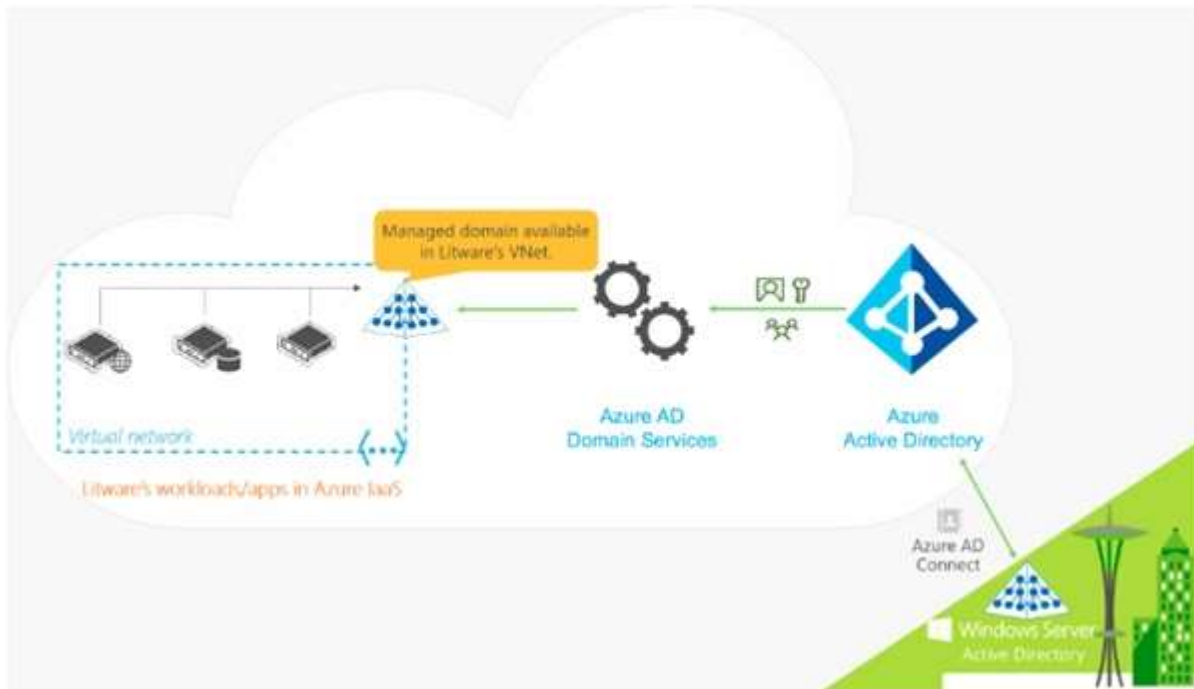 Managed domain available
in Litware's VNet.
Virtual network
Litware's workloads/apps in Azure IaaS
Azure AD
Domain Services
Azure
Active Directory
Azure AD
Connect
Windows Server
Active Directory